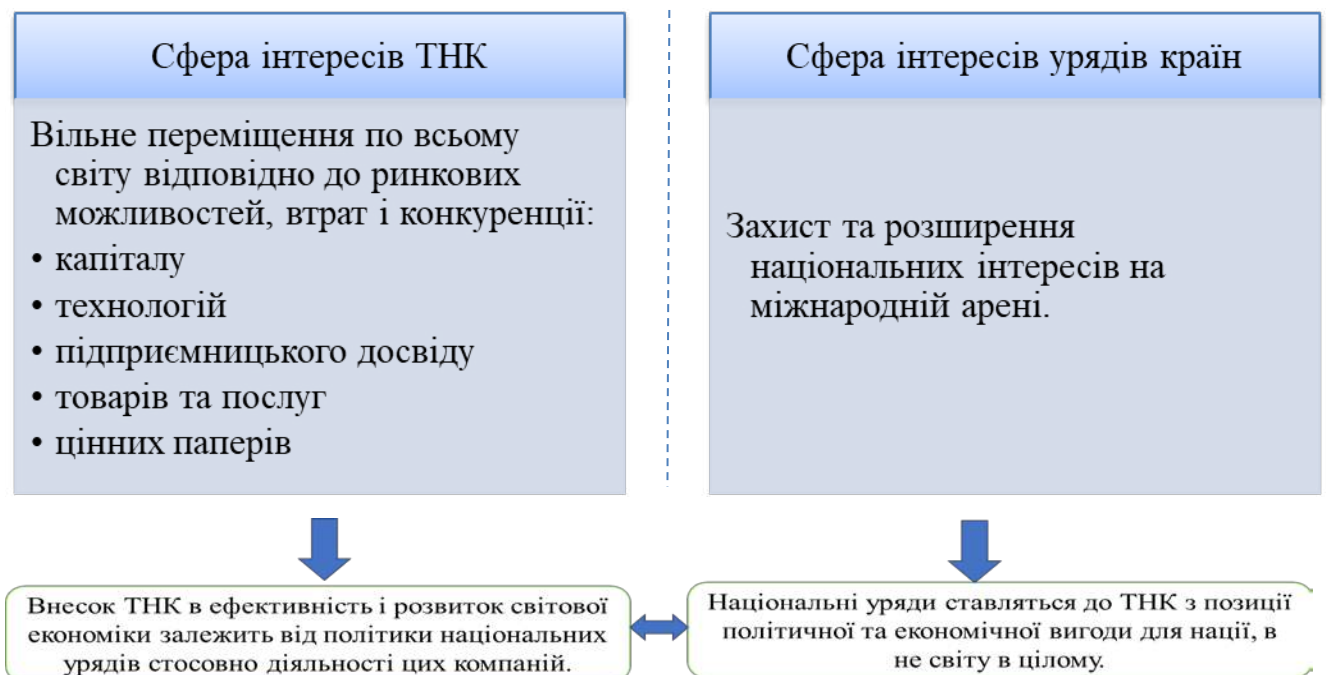 Сфера інтересів ТНК
Вільне переміщення по всьому
світу відповідно до ринкових
можливостей, втрат і конкуренції:
• капіталу
• технологій
• підприємницького досвіду
• товарів та послуг
• цінних паперів
Сфера інтересів урядів країн
Захист та розширення
національних інтересів на
міжнародній арені.
Внесок ТНК в ефективність і розвиток світової
економіки залежить від політики національних
урядів стосовно діяльності цих компаній.
Національні уряди ставляться до ТНК з позиції
політичної та економічної вигоди для нації, в
не світу в цілому.